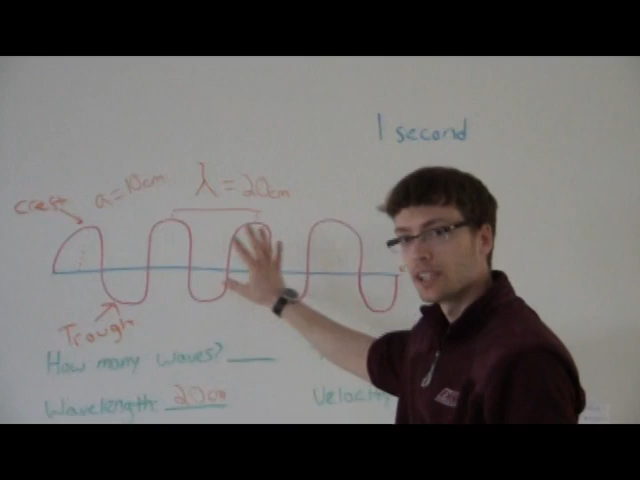 1 second
λ = 20cm
a = 10cm
crest
Trough
How many waves?
Wavelength 20cm
Velocity